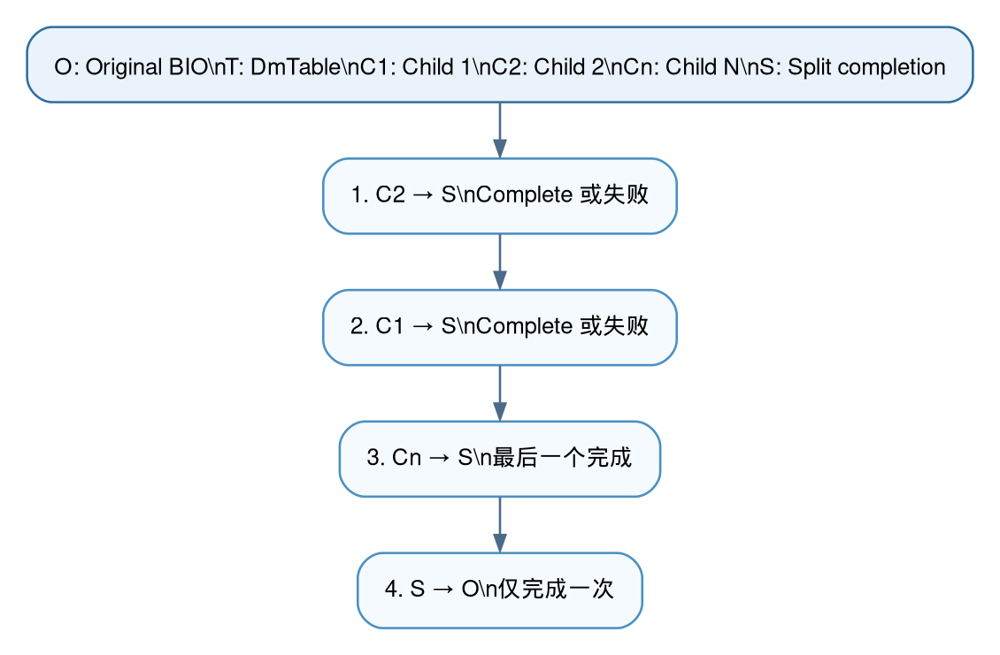 O: Original BIO\nT: DmTable\nC1: Child 1\nC2: Child 2\nCn: Child N\nS: Split completion
1. C2 → S\nComplete 或失败
2. C1 → S\nComplete 或失败
3. Cn → S\n最后一个完成
4. S → O\n仅完成一次